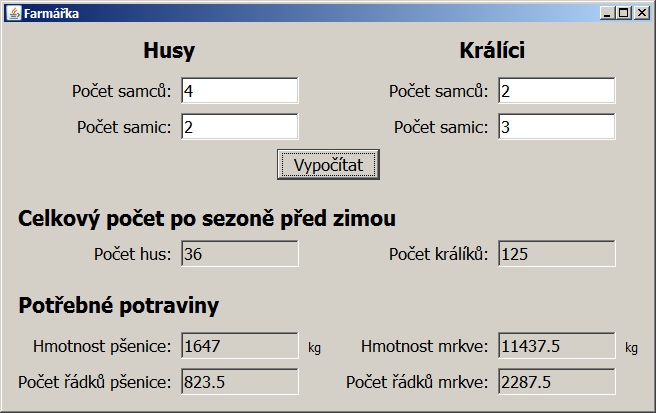 Farmářka
Husy Králíci
Počet samců: 4 Počet samců: 2
Počet samic: 2 Počet samic: 3
Vypočítat
Celkový počet po sezoně před zimou
Počet hus: 36 Počet králíků: 125
Potřebné potraviny
Hmotnost pšenice: 1647 kg Hmotnost mrkve: 11437.5 kg
Počet řádků pšenice: 823.5 Počet řádků mrkve: 2287.5